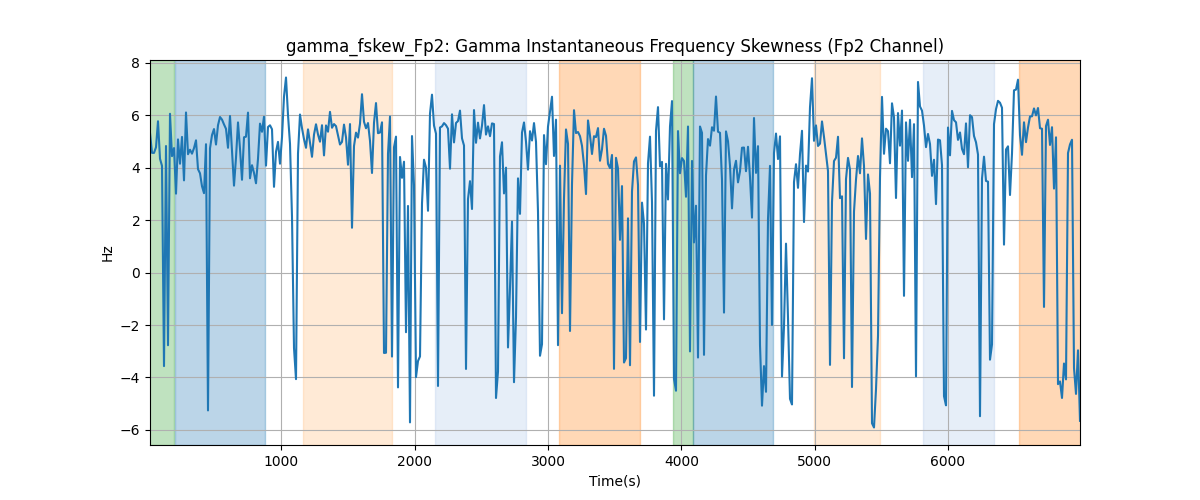 gamma_fskew_Fp2: Gamma Instantaneous Frequency Skewness (Fp2 Channel)
8
6
4
2
0
−2
−4
−6
Hz
1000 2000 3000 4000 5000 6000
Time(s)